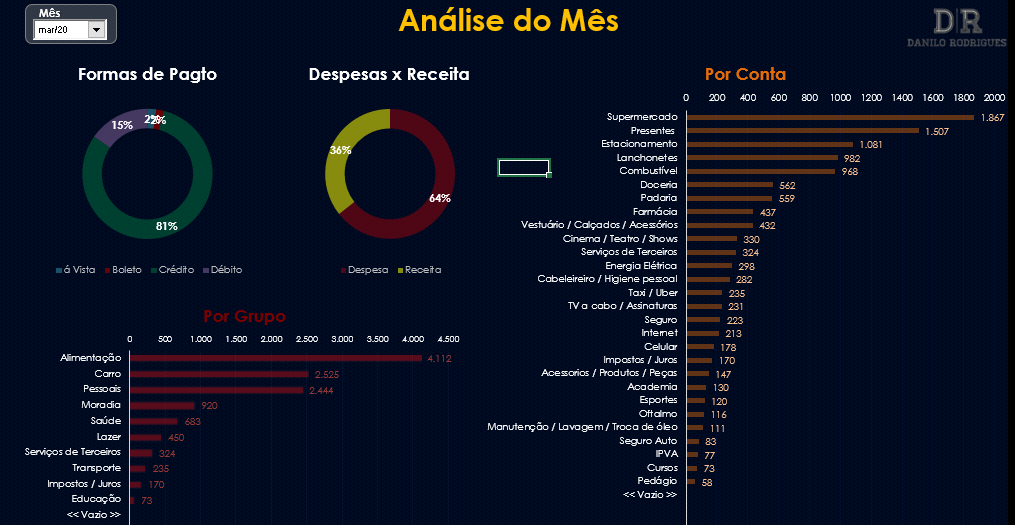 Mês
mar/20
Análise do Mês
D|R
DANILO RODRIGUES
Formas de Pagto
15%
2%
2%
81%
á Vista
Boleto
Crédito
Débito
Despesas x Receita
36%
64%
Despesa
Receita
Por Grupo
0 500 1.000 1.500 2.000 2.500 3.000 3.500 4.000 4.500
Alimentação 4.112
Carro 2.525
Pessoais 2.444
Moradia 920
Saúde 683
Lazer 450
Serviços de Terceiros 324
Transporte 235
Impostos / Juros 170
Educação 73
<< Vazio >>
Por Conta
0 200 400 600 800 1000 1200 1400 1600 1800 2000
Supermercado 1.867
Presentes 1.507
Estacionamento 1.081
Lanchonetes 982
Combustível 968
Doceria 562
Padaria 559
Farmácia 437
Vestuário / Calçados / Acessórios 432
Cinema / Teatro / Shows 330
Serviços de Terceiros 324
Energia Elétrica 298
Cabeleireiro / Higiene pessoal 282
Taxi / Uber 235
TV a cabo / Assinaturas 231
Seguro 223
Internet 213
Celular 178
Impostos / Juros 170
Acessorios / Produtos / Peças 147
Academia 130
Esportes 120
Oftalmo 116
Manutenção / Lavagem / Troca de óleo 111
Seguro Auto 83
IPVA 77
Cursos 73
Pedágio 58
<< Vazio >>